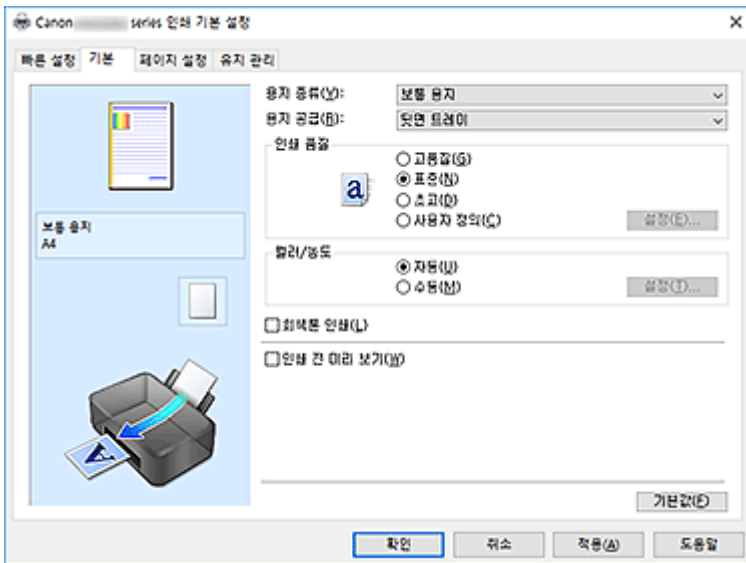 Canon series 인쇄 기본 설정
빠른 설정 기본 페이지 설정 유지 관리
용지 종류(Y): 보통 용지
용지 공급(R): 뒷면 트레이
인쇄 품질
고품질(G)
표준(N)
초고(D)
사용자 정의(C) 설정(E)...
a
보통 용지
A4
컬러/농도
자동(U)
수동(M) 설정(T)...
회색톤 인쇄(L)
인쇄 전 미리 보기(W)
A
기본값(F)
확인 취소 적용(A) 도움말